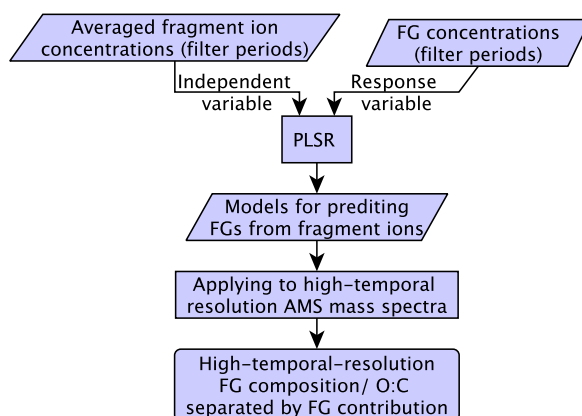 Averaged fragment ion
concentrations (filter periods)
FG concentrations
(filter periods)
Independent
variable
Response
variable
PLSR
Models for prediting
FGs from fragment ions
Applying to high-temporal
resolution AMS mass spectra
High-temporal-resolution
FG composition/ O:C
separated by FG contribution